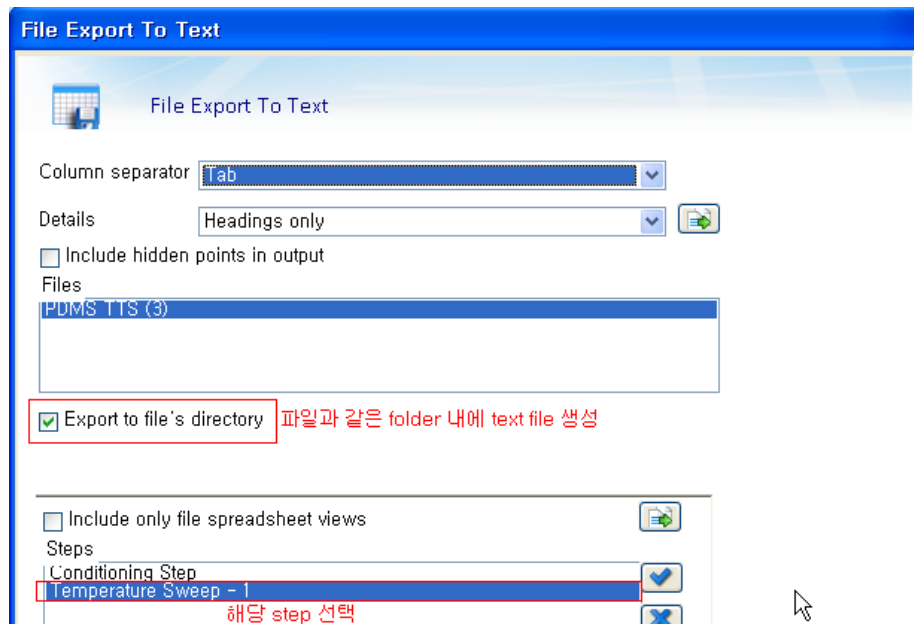 File Export To Text
File Export To Text
Column separator Tab
Details Headings only
Include hidden points in output
Files
PDMS TTS (3)
Export to file's directory 파일과 같은 folder 내에 text file 생성
Include only file spreadsheet views
Steps
Conditioning Step
Temperature Sweep - 1
해당 step 선택